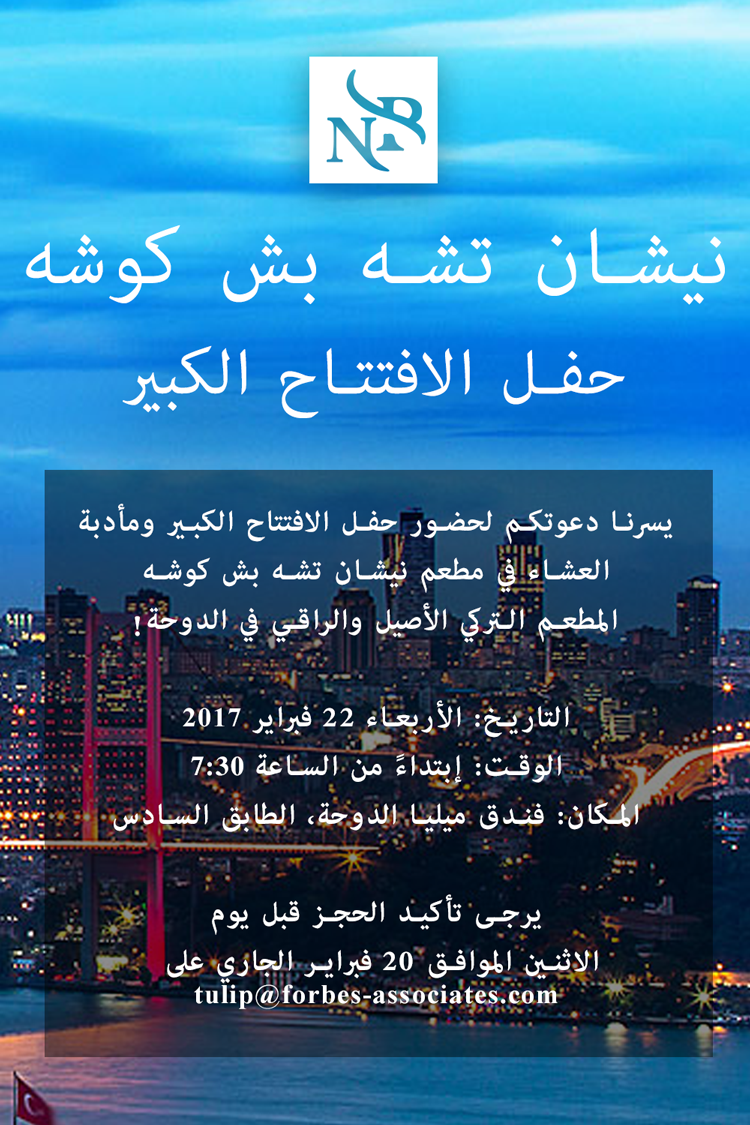 NB
نيشان تشه بش كوشه
حفل الافتتاح الكبير
يسرنا دعوتكم لحضور حفل الافتتاح الكبير ومأدبة
العشاء في مطعم نيشان تشه بش كوشه
المطعم التركي الأصيل والراقي في الدوحة!
التاريخ: الأربعاء 22 فبراير 2017
الوقت: إبتداءً من الساعة 7:30
المكان: فندق ميليا الدوحة، الطابق السادس
يرجى تأكيد الحجز قبل يوم
الاثنين الموافق 20 فبراير الجاري على
tulip@forbes-associates.com